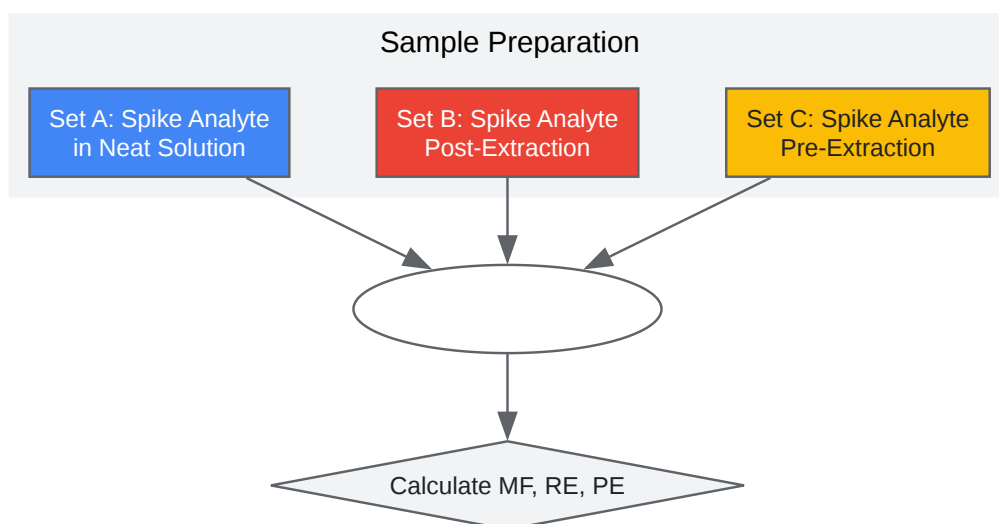 Sample Preparation
Set A: Spike Analyte
in Neat Solution
Set B: Spike Analyte
Post-Extraction
Set C: Spike Analyte
Pre-Extraction
Calculate MF, RE, PE